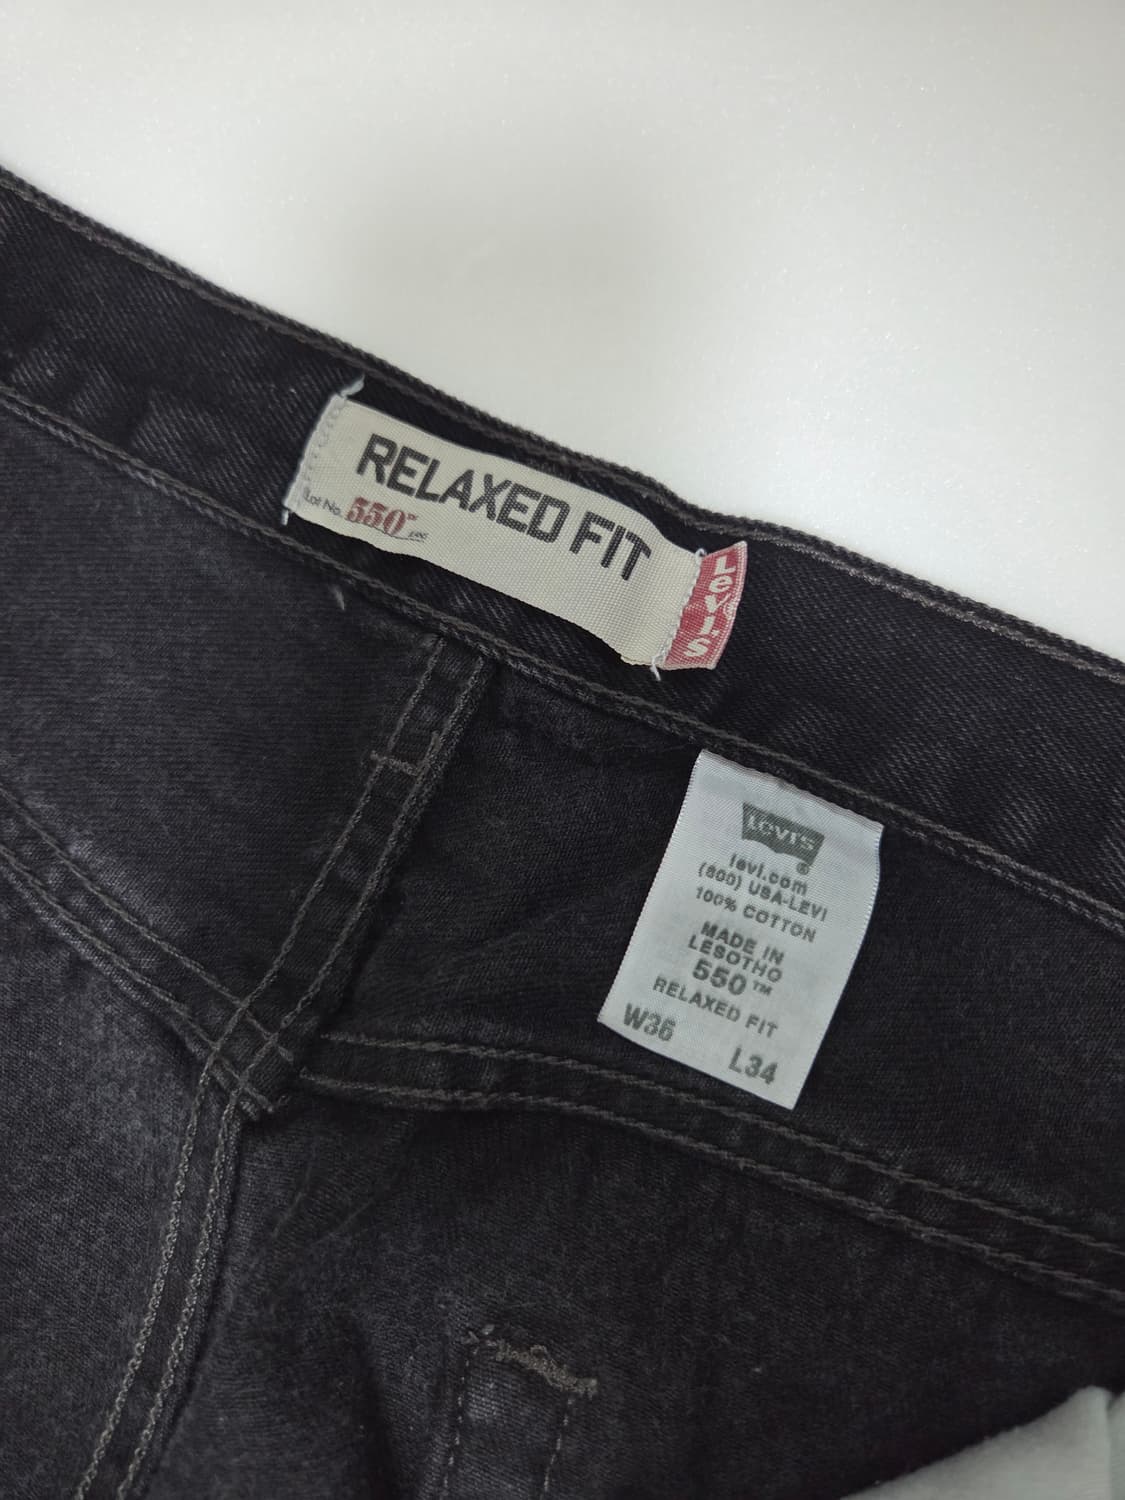 RELAXED FIT
Lot No. 550™
Levi's
LEVI'S
®
levi.com
(800) USA-LEVI
100% COTTON
MADE IN
LESOTHO
550™
RELAXED FIT
W36 L34